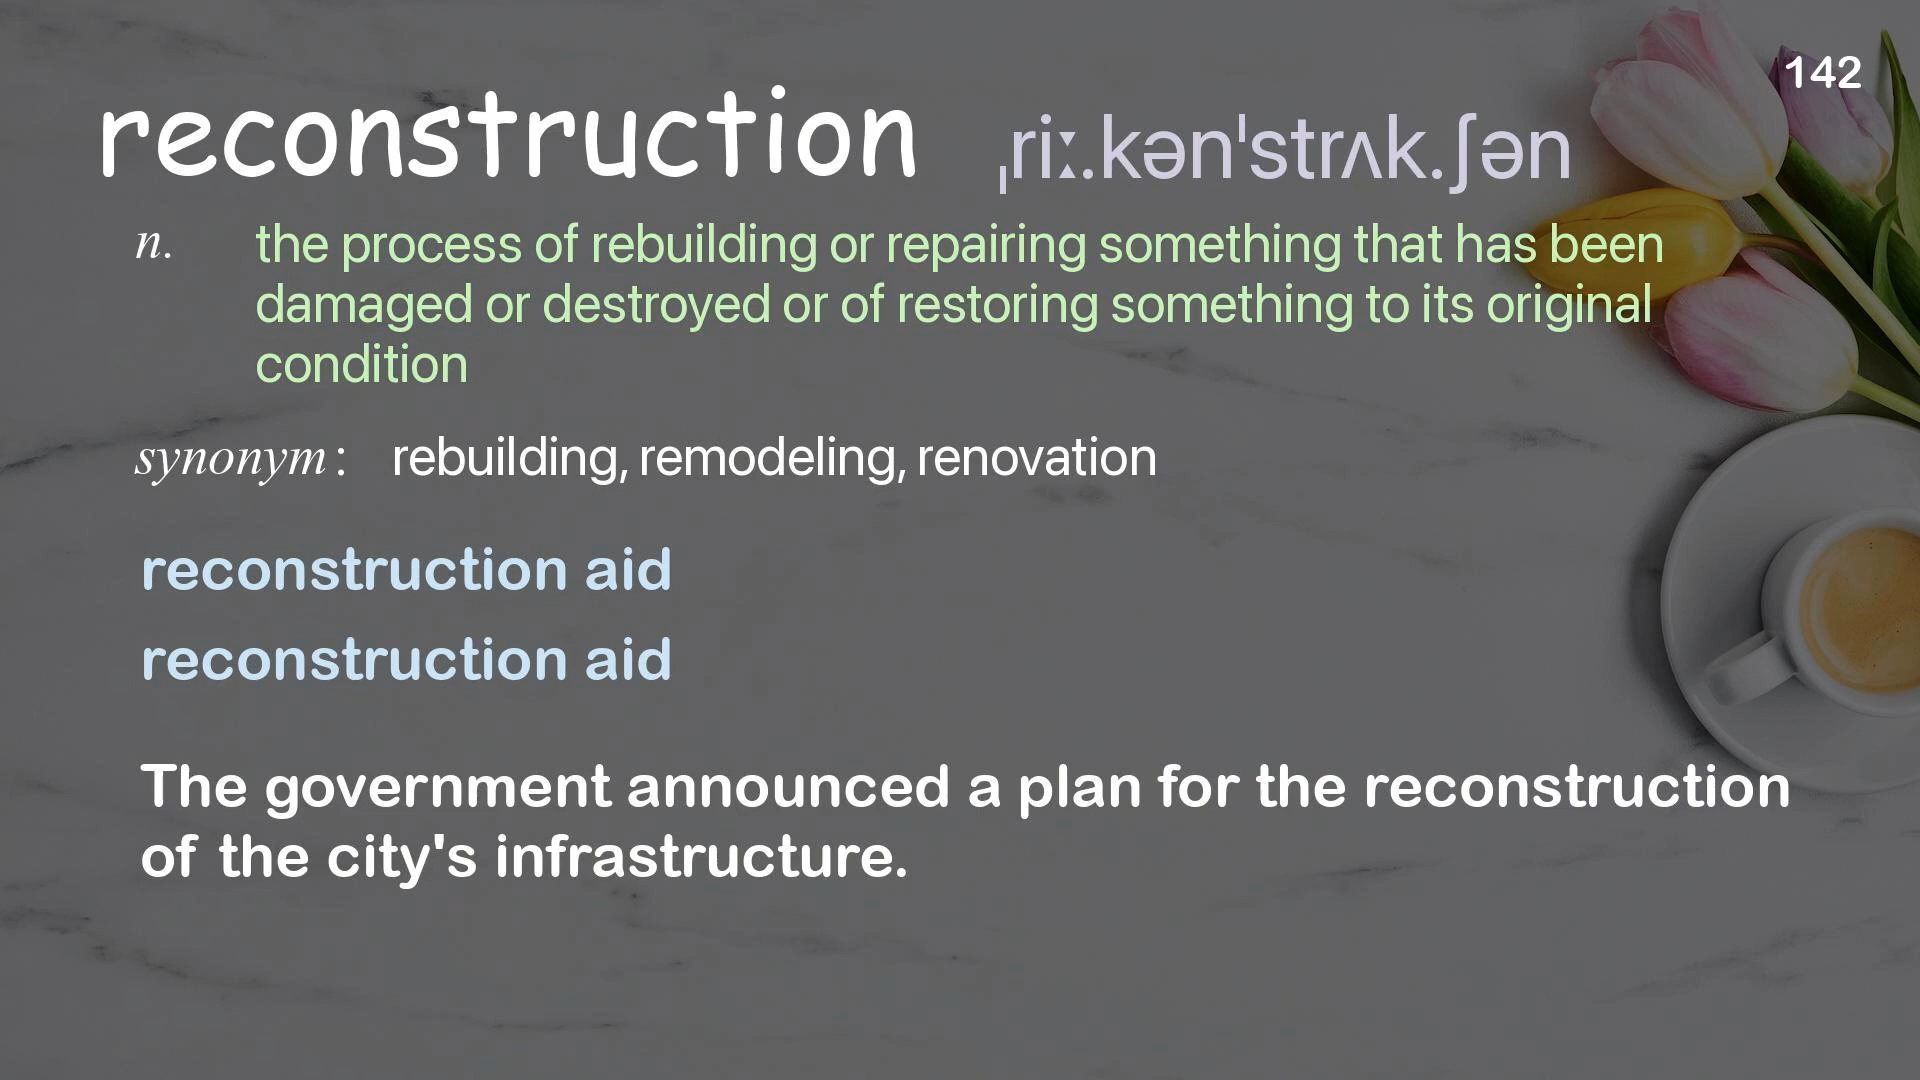 142
reconstruction ˌriː.kən'strʌk.ʃən
n. the process of rebuilding or repairing something that has been
damaged or destroyed or of restoring something to its original
condition
synonym : rebuilding, remodeling, renovation
reconstruction aid
reconstruction aid
The government announced a plan for the reconstruction
of the city's infrastructure.